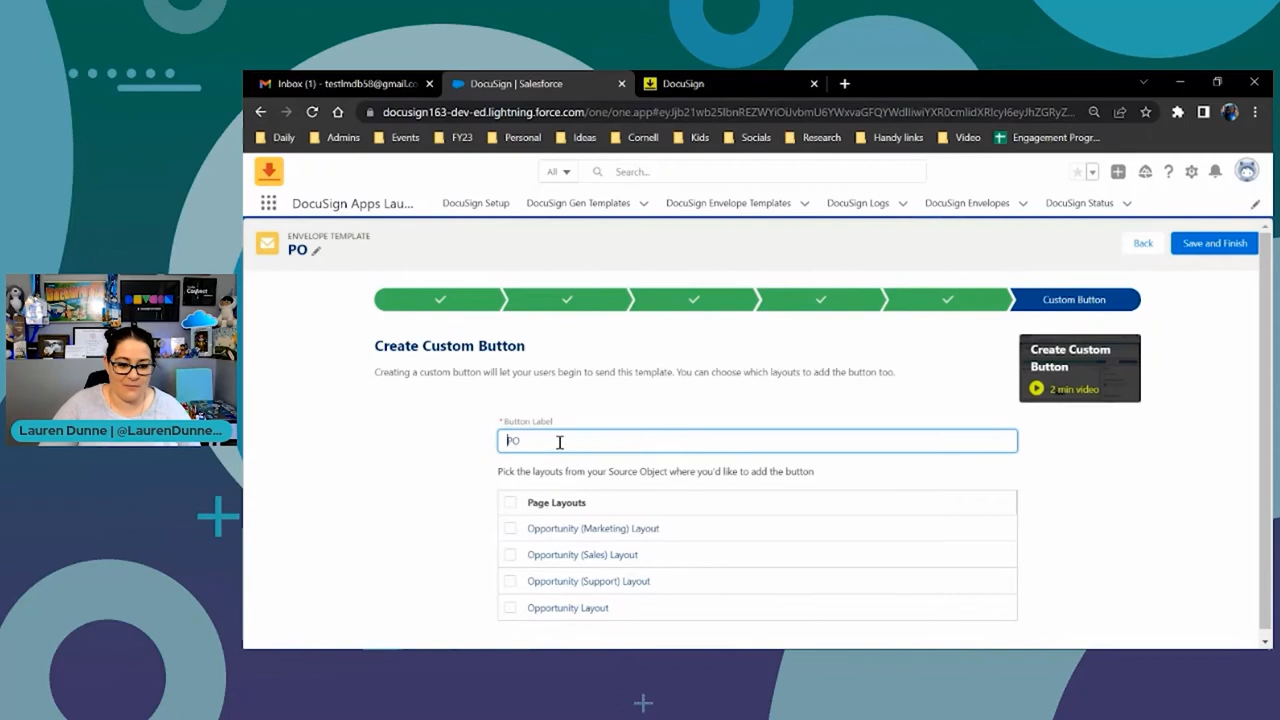 Inbox (1) - testlmdb58@gmail.co
DocuSign | Salesforce
DocuSign
docusign163-dev-ed.lightning.force.com
Daily
Admins
Events
FY23
Personal
Ideas
Cornell
Kids
Socials
Research
Handy links
Video
Engagement Progr...
All
Search...
DocuSign Apps Lau...
DocuSign Setup
DocuSign Gen Templates
DocuSign Envelope Templates
DocuSign Logs
DocuSign Envelopes
DocuSign Status
ENVELOPE TEMPLATE
PO
Back
Save and Finish
Custom Button
Create Custom Button
Creating a custom button will let your users begin to send this template. You can choose which layouts to add the button too.
Create Custom
Button
2 min video
* Button Label
PO
Pick the layouts from your Source Object where you'd like to add the button
Page Layouts
Opportunity (Marketing) Layout
Opportunity (Sales) Layout
Opportunity (Support) Layout
Opportunity Layout
Lauren Dunne | @LaurenDunne...